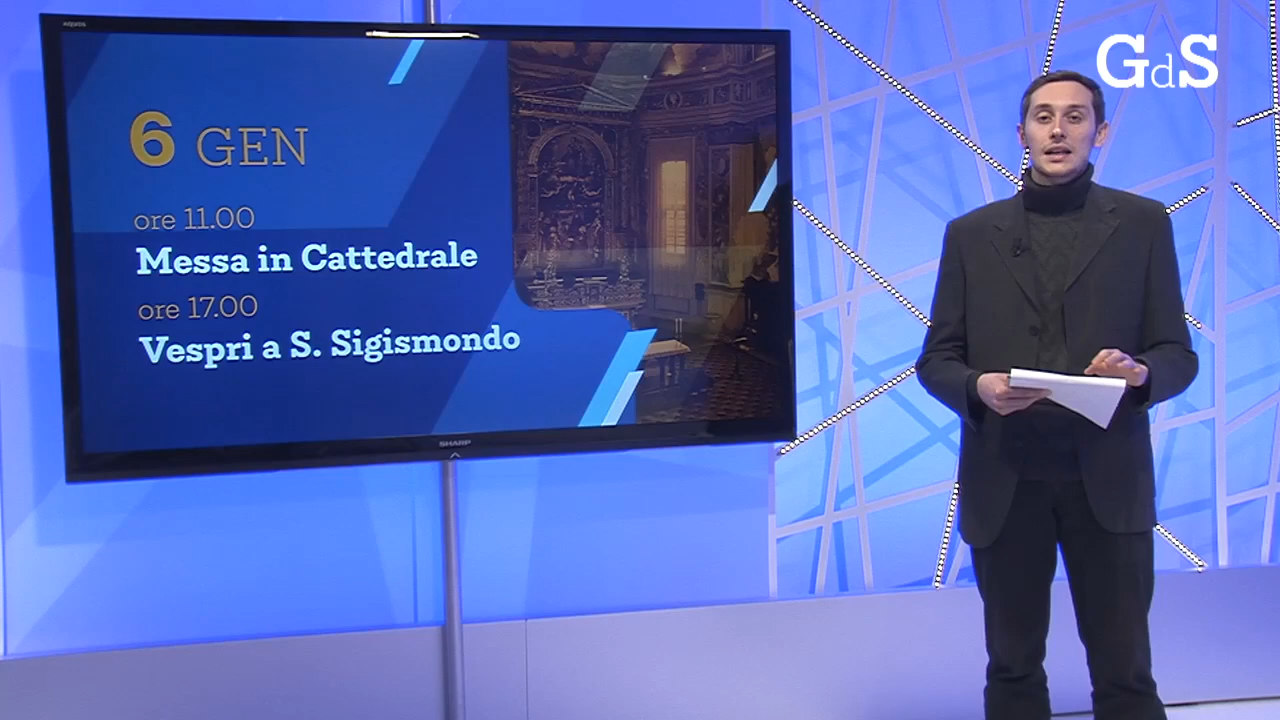 GdS
6 GEN
ore 11.00
Messa in Cattedrale
ore 17.00
Vespri a S. Sigismondo
SHARP